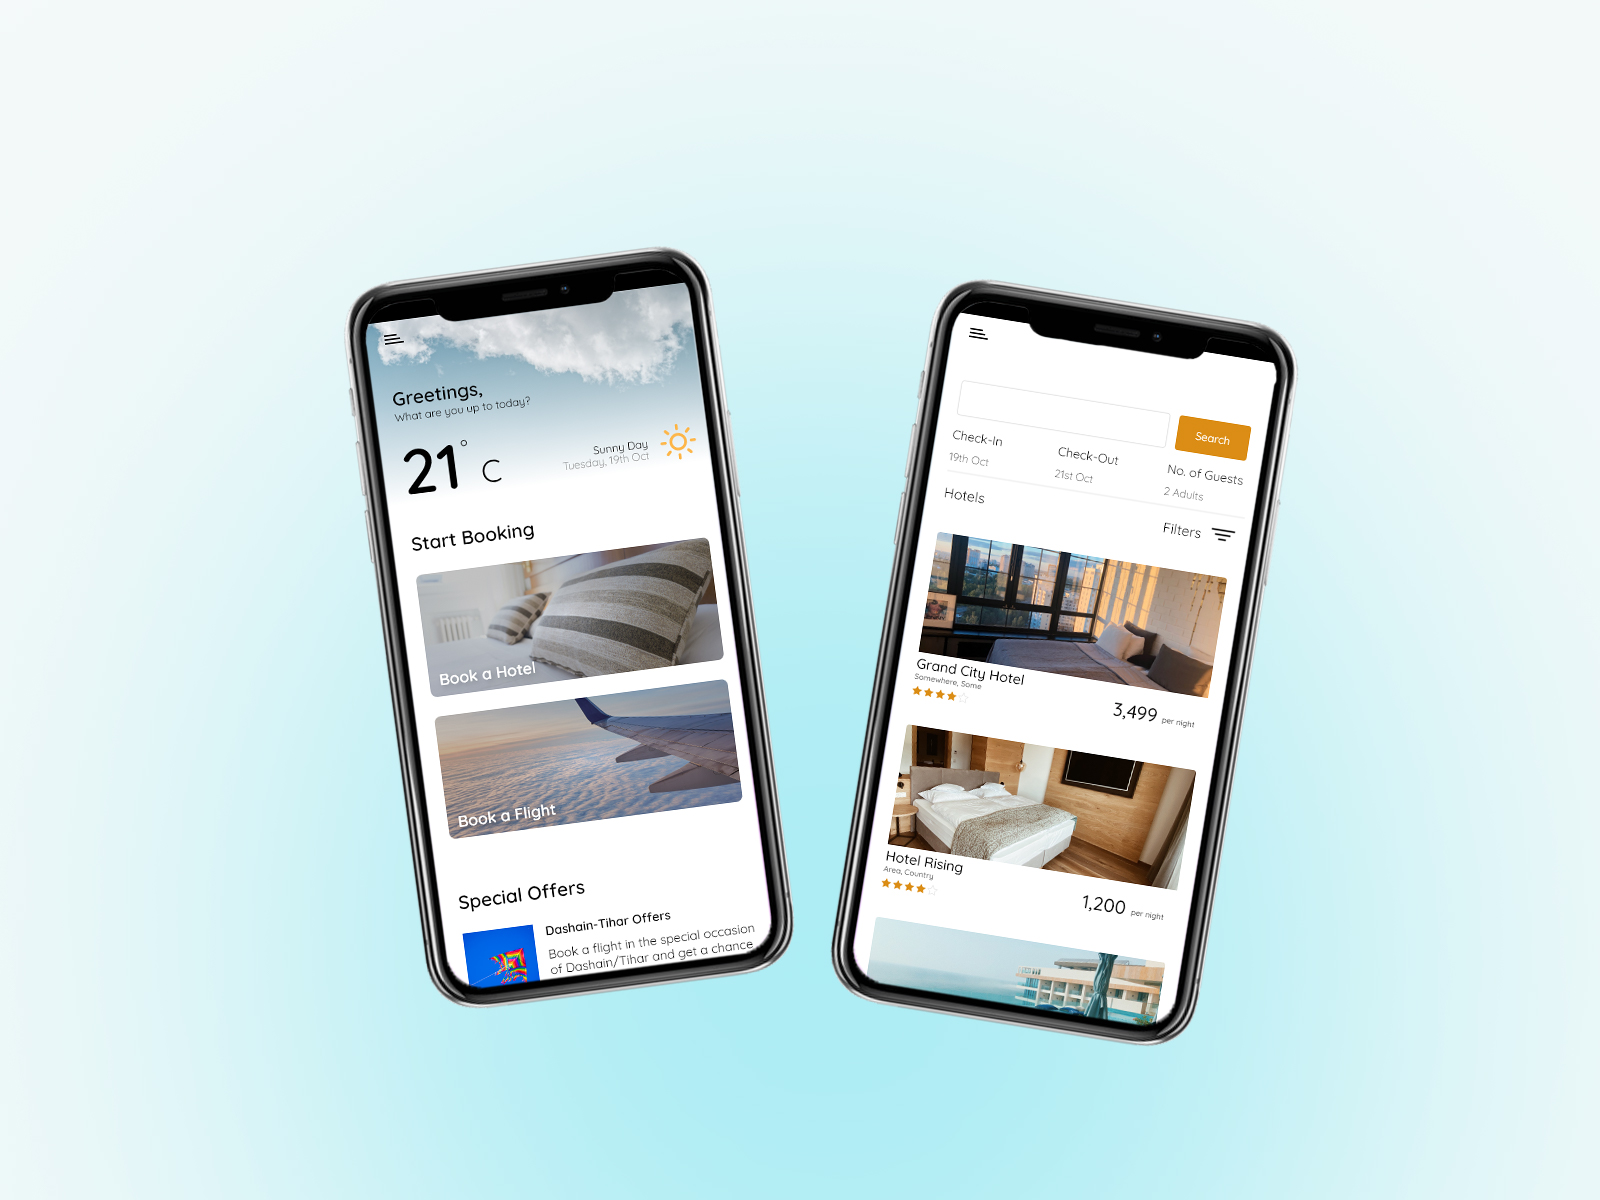 Greetings,
What are you up to today?
21° C
Sunny Day
Tuesday, 19th Oct
Start Booking
Book a Hotel
Book a Flight
Special Offers
Dashain-Tihar Offers
Book a flight in the special occasion
of Dashain/Tihar and get a chance
Search
Check-In
19th Oct
Check-Out
21st Oct
No. of Guests
2 Adults
Hotels
Filters
Grand City Hotel
Somewhere, Some
3,499 per night
Hotel Rising
Area, Country
1,200 per night